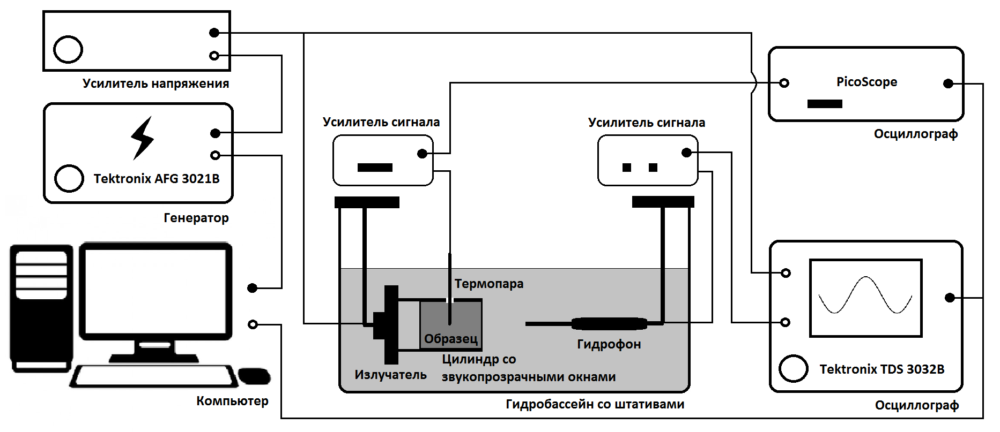 Усилитель напряжения
Tektronix AFG 3021B
Генератор
Компьютер
Усилитель сигнала
Усилитель сигнала
PicoScope
Осциллограф
Термопара
Образец
Гидрофон
Цилиндр со
звукопрозрачными окнами
Излучатель
Гидробассейн со штативами
Tektronix TDS 3032B
Осциллограф